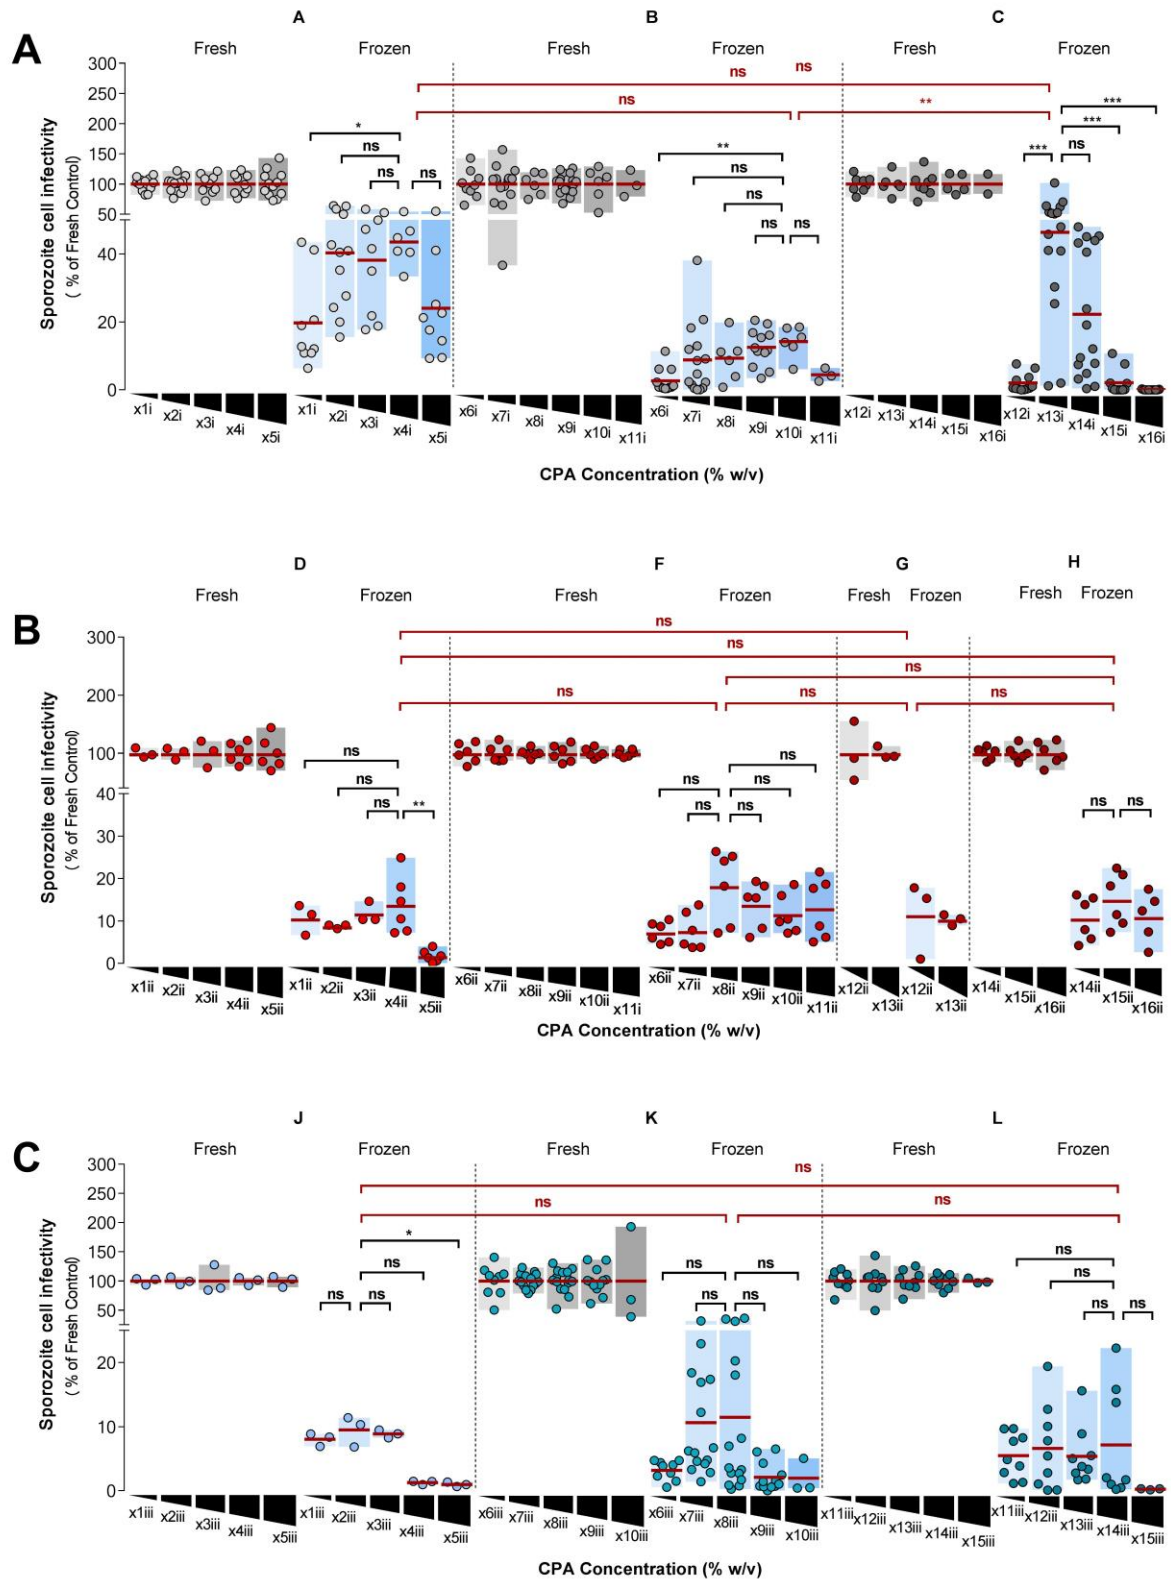 A B C
A Fresh Frozen Fresh Frozen Fresh Frozen
300
250
200
150
100
50
40
20
0
Sporozoite cell infectivity
( % of Fresh Control)
ns ns
ns **
* ns ns ns
** ns ns ns ns
*** *** *** ns
x1i x2i x3i x4i x5i x1i x2i x3i x4i x5i x6i x7i x8i x9i x10i x11i x6i x7i x8i x9i x10i x11i x12i x13i x14i x15i x16i x12i x13i x14i x15i x16i
CPA Concentration (% w/v)
D F G H
B Fresh Frozen Fresh Frozen Fresh Frozen Fresh Frozen
300
200
100
0
40
30
20
10
0
Sporozoite cell infectivity
( % of Fresh Control)
ns
ns
ns
ns ns ns
ns ns ns **
ns ns ns ns ns
ns ns
x1ii x2ii x3ii x4ii x5ii x1ii x2ii x3ii x4ii x5ii x6ii x7ii x8ii x9ii x10ii x11i x6ii x7ii x8ii x9ii x10ii x11ii x12ii x13ii x12ii x13ii x14i x15ii x16ii x14ii x15ii x16ii
CPA Concentration (% w/v)
J K L
C Fresh Frozen Fresh Frozen Fresh Frozen
300
250
200
150
100
50
20
10
0
Sporozoite cell infectivity
( % of Fresh Control)
ns
ns ns
* ns ns ns
ns ns ns ns
ns ns ns ns
x1iii x2iii x3iii x4iii x5iii x1iii x2iii x3iii x4iii x5iii x6iii x7iii x8iii x9iii x10iii x6iii x7iii x8iii x9iii x10iii x11iii x12iii x13iii x14iii x15iii x11iii x12iii x13iii x14iii x15iii
CPA Concentration (% w/v)